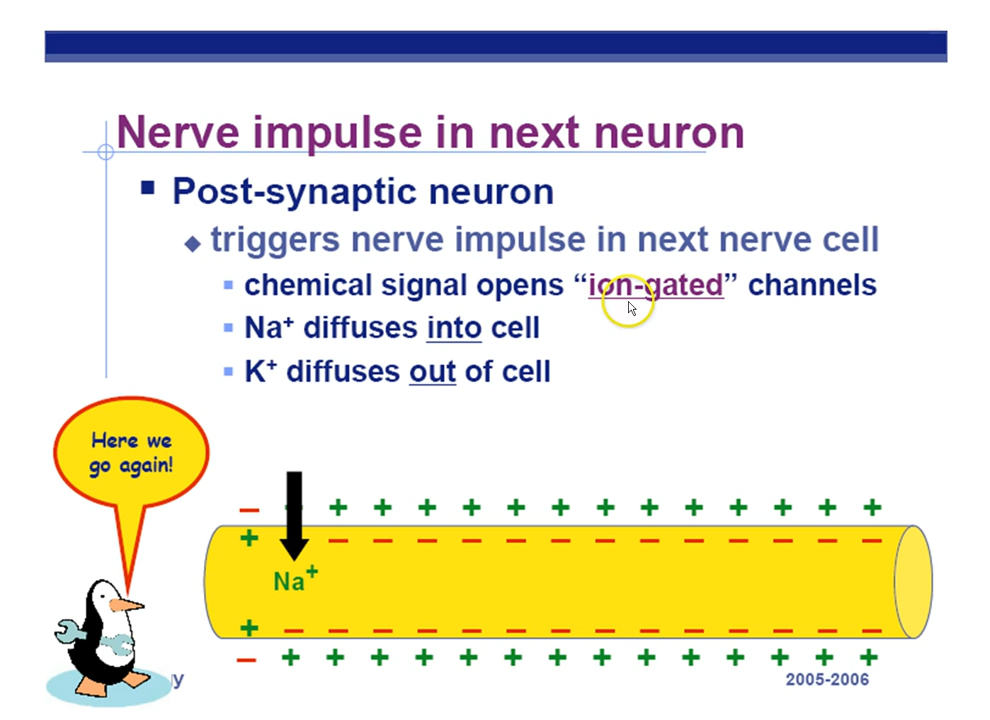 Nerve impulse in next neuron
Post-synaptic neuron
triggers nerve impulse in next nerve cell
chemical signal opens “ion-gated” channels
Na⁺ diffuses into cell
K⁺ diffuses out of cell
Here we
go again!
– + + + + + + + + + + + + +
+ – – – – – – – – – – – – –
Na⁺
+ – – – – – – – – – – – – – –
– + + + + + + + + + + + + + +
2005-2006